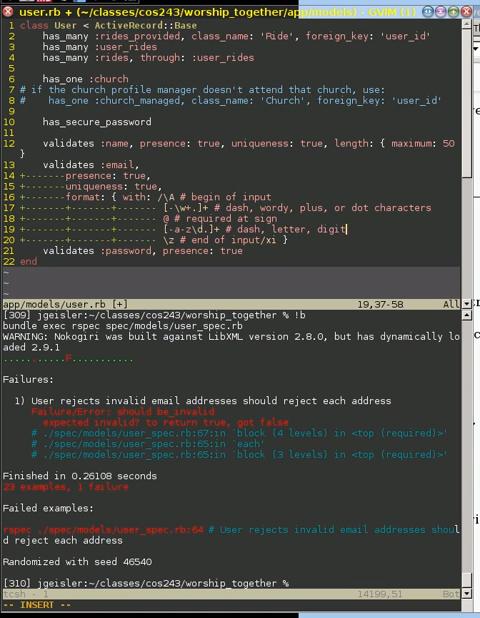 user.rb + (~/classes/cos243/worship_together/app/models) - GVIM (1)
1 class User < ActiveRecord::Base
2 has_many :rides_provided, class_name: 'Ride', foreign_key: 'user_id'
3 has_many :user_rides
4 has_many :rides, through: :user_rides
5
6 has_one :church
7 # if the church profile manager doesn't attend that church, use:
8 # has_one :church_managed, class_name: 'Church', foreign_key: 'user_id'
9
10 has_secure_password
11
12 validates :name, presence: true, uniqueness: true, length: { maximum: 50
}
13 validates :email,
14 +-------presence: true,
15 +-------uniqueness: true,
16 +-------format: { with: /\A # begin of input
17 +-------+-------+------- [-\w+.]+ # dash, wordy, plus, or dot characters
18 +-------+-------+------- @ # required at sign
19 +-------+-------+------- [-a-z\d.]+ # dash, letter, digit
20 +-------+-------+------- \z # end of input/xi }
21 validates :password, presence: true
22 end
~
~
~
app/models/user.rb [+] 19,37-58 All
[309] jgeisler:~/classes/cos243/worship_together % !b
bundle exec rspec spec/models/user_spec.rb
WARNING: Nokogiri was built against LibXML version 2.8.0, but has dynamically lo
aded 2.9.1
...........F...........
Failures:
1) User rejects invalid email addresses should reject each address
Failure/Error: should be_invalid
expected invalid? to return true, got false
# ./spec/models/user_spec.rb:67:in `block (4 levels) in <top (required)>'
# ./spec/models/user_spec.rb:65:in `each'
# ./spec/models/user_spec.rb:65:in `block (3 levels) in <top (required)>'
Finished in 0.26108 seconds
23 examples, 1 failure
Failed examples:
rspec ./spec/models/user_spec.rb:64 # User rejects invalid email addresses shoul
d reject each address
Randomized with seed 46540
[310] jgeisler:~/classes/cos243/worship_together %
tcsh - 1 14199,51 Bot
-- INSERT --